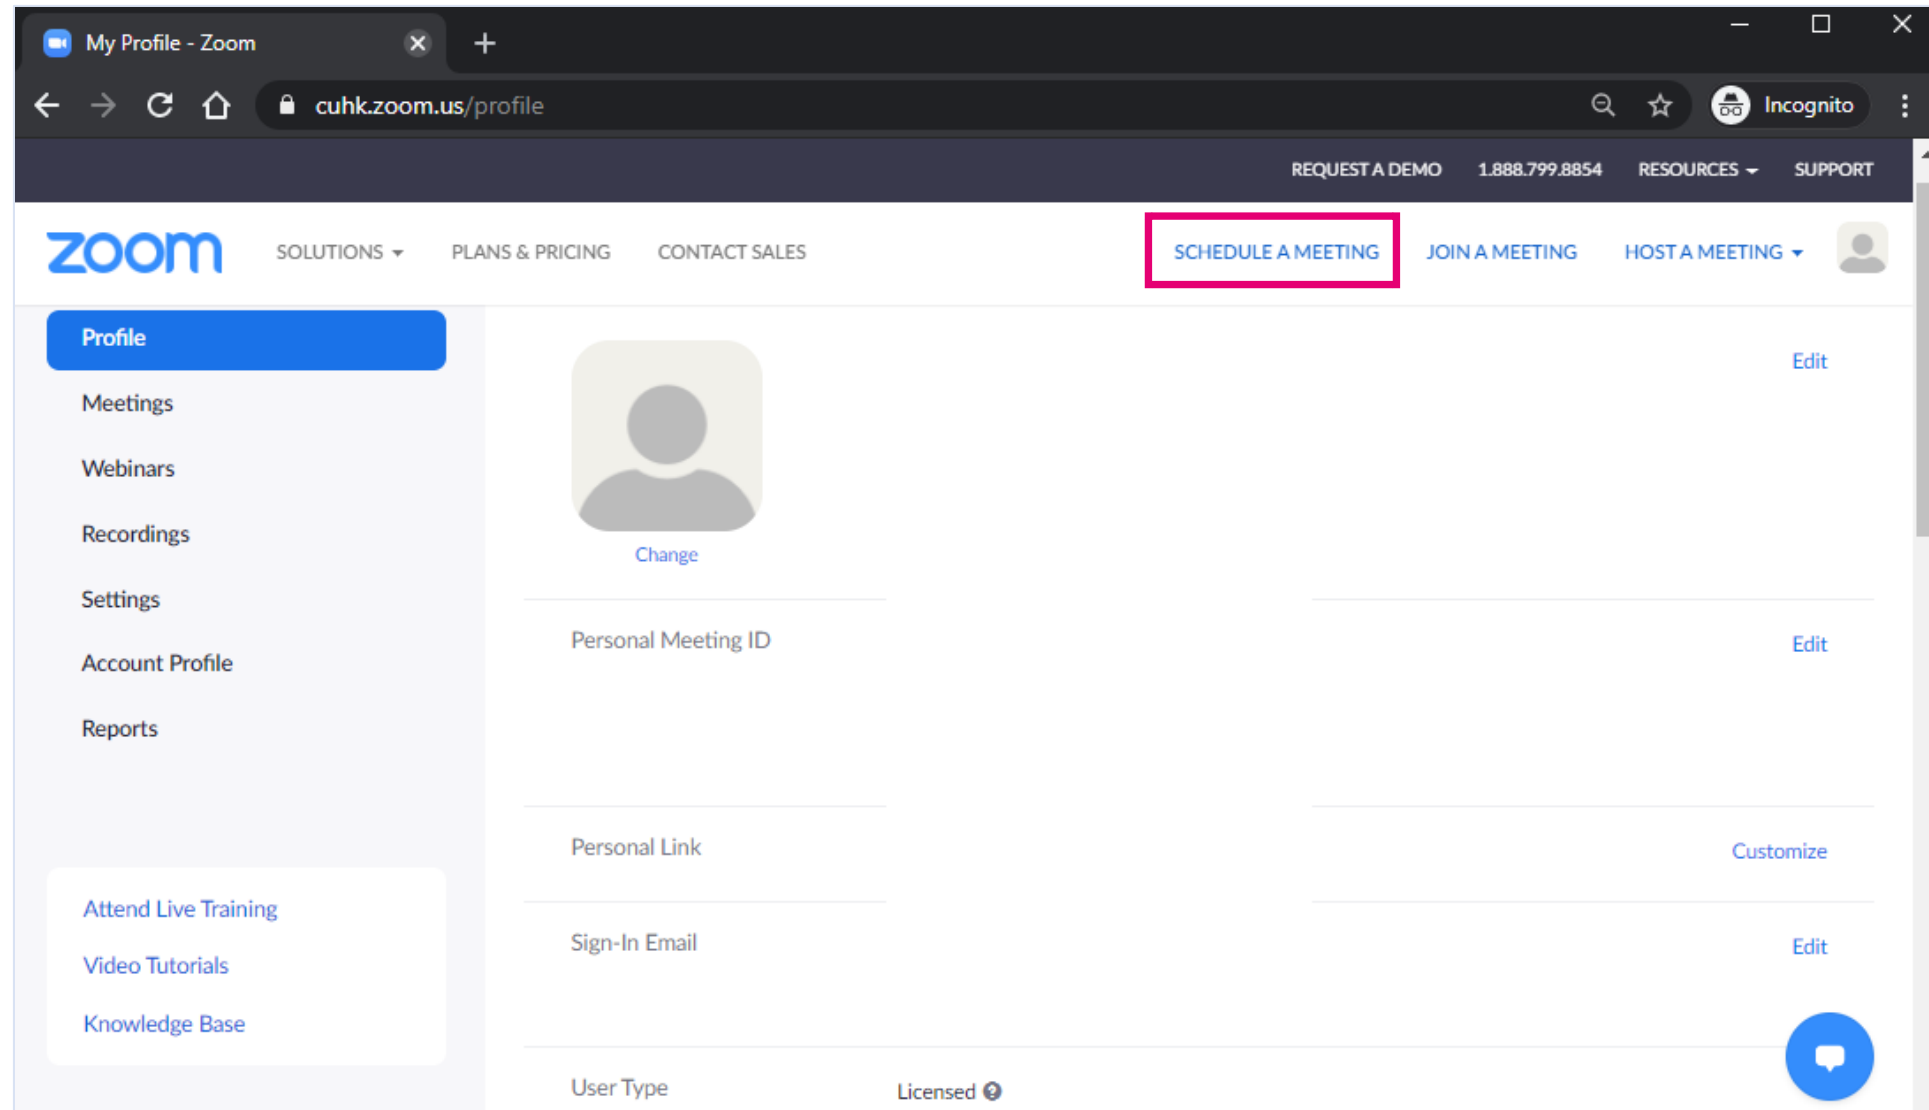 My Profile - Zoom
cuhk.zoom.us/profile
Incognito
REQUEST A DEMO 1.888.799.8854 RESOURCES SUPPORT
zoom SOLUTIONS PLANS & PRICING CONTACT SALES SCHEDULE A MEETING JOIN A MEETING HOST A MEETING
Profile
Meetings
Webinars
Recordings
Settings
Account Profile
Reports
Attend Live Training
Video Tutorials
Knowledge Base
Edit
Change
Personal Meeting ID Edit
Personal Link Customize
Sign-In Email Edit
User Type Licensed ?